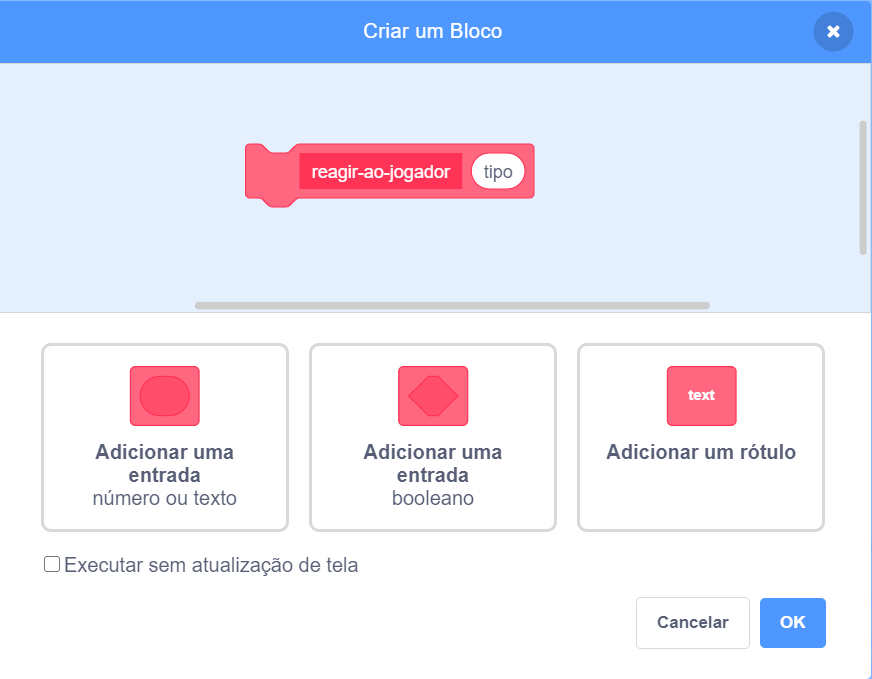 Criar um Bloco
reagir-ao-jogador tipo
text
Adicionar uma
entrada
número ou texto
Adicionar uma
entrada
booleano
Adicionar um rótulo
Executar sem atualização de tela
Cancelar
OK